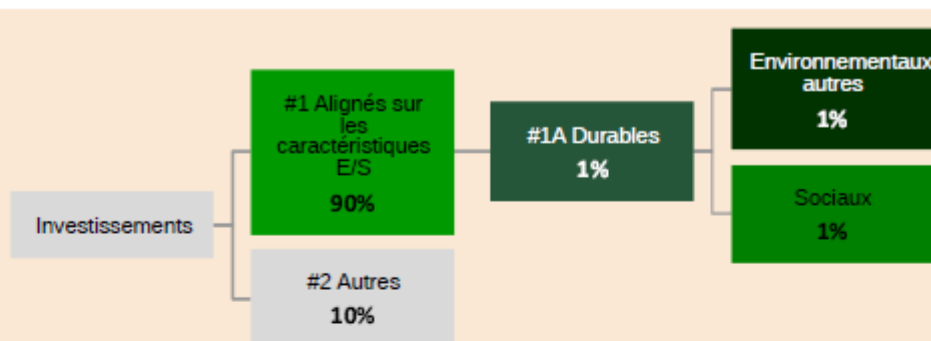 Investissements
#1 Alignés sur
les
caractéristiques
E/S
90%
#2 Autres
10%
#1A Durables
1%
Environnementaux
autres
1%
Sociaux
1%